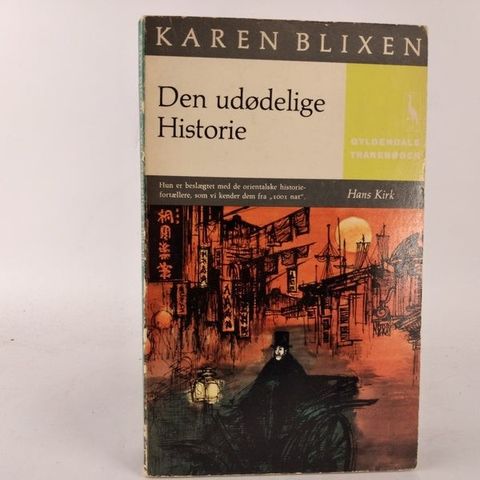 KAREN BLIXEN
Den udødelige
Historie
GYLDENDALS
TRANEBØGER
Hun er beslægtet med de orientalske historie-
fortællere, som vi kender dem fra „1001 nat“.
Hans Kirk